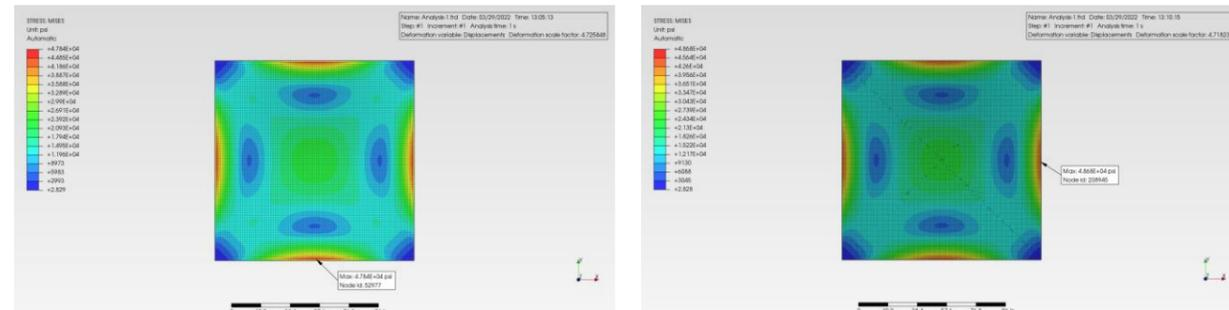 STRESS: MISES
Unit: psi
Automatic
+4.784E+04
+4.485E+04
+4.186E+04
+3.887E+04
+3.588E+04
+3.289E+04
+2.99E+04
+2.691E+04
+2.392E+04
+2.093E+04
+1.794E+04
+1.495E+04
+1.196E+04
+8973
+5983
+2993
+2.829
Name: Analysis-1.frd Date: 03/29/2022 Time: 13:05:13
Step: #1 Increment: #1 Analysis time: 1 s
Deformation variable: Displacements Deformation scale factor: 4.725848
Max: 4.784E+04 psi
Node id: 52977
STRESS: MISES
Unit: psi
Automatic
+4.868E+04
+4.564E+04
+4.26E+04
+3.956E+04
+3.651E+04
+3.347E+04
+3.043E+04
+2.739E+04
+2.434E+04
+2.13E+04
+1.826E+04
+1.522E+04
+1.217E+04
+9130
+6088
+3045
+2.828
Name: Analysis-1.frd Date: 03/29/2022 Time: 13:10:15
Step: #1 Increment: #1 Analysis time: 1 s
Deformation variable: Displacements Deformation scale factor:
Max: 4.868E+04 psi
Node id: 208945